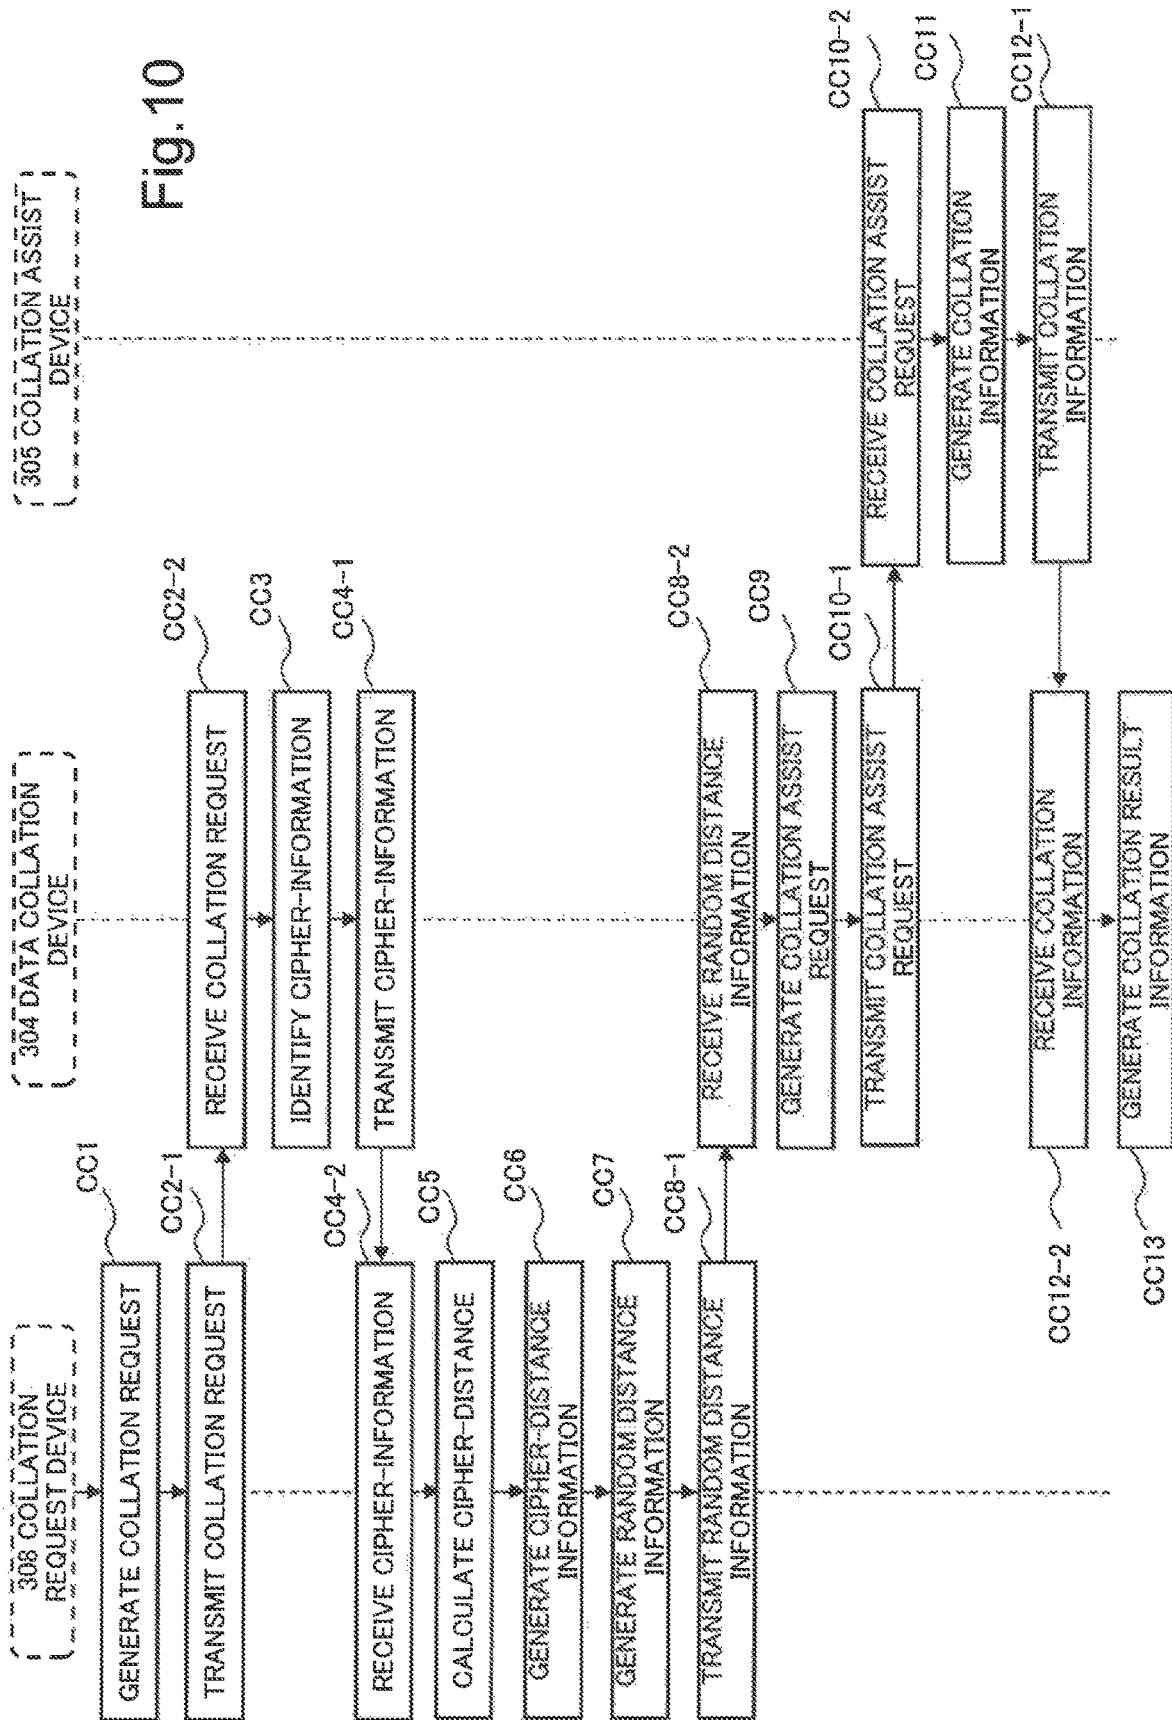 Fig.10
308 COLLATION
REQUEST DEVICE
304 DATA COLLATION
DEVICE
305 COLLATION ASSIST
DEVICE
CC1
GENERATE COLLATION REQUEST
CC2-1
TRANSMIT COLLATION REQUEST
CC2-2
RECEIVE COLLATION REQUEST
CC3
IDENTIFY CIPHER-INFORMATION
CC4-1
TRANSMIT CIPHER-INFORMATION
CC4-2
RECEIVE CIPHER-INFORMATION
CC5
CALCULATE CIPHER-DISTANCE
CC6
GENERATE CIPHER-DISTANCE
INFORMATION
CC7
GENERATE RANDOM DISTANCE
INFORMATION
CC8-1
TRANSMIT RANDOM DISTANCE
INFORMATION
CC8-2
RECEIVE RANDOM DISTANCE
INFORMATION
CC9
GENERATE COLLATION ASSIST
REQUEST
CC10-1
TRANSMIT COLLATION ASSIST
REQUEST
CC10-2
RECEIVE COLLATION ASSIST
REQUEST
CC11
GENERATE COLLATION
INFORMATION
CC12-1
TRANSMIT COLLATION
INFORMATION
CC12-2
RECEIVE COLLATION
INFORMATION
CC13
GENERATE COLLATION RESULT
INFORMATION